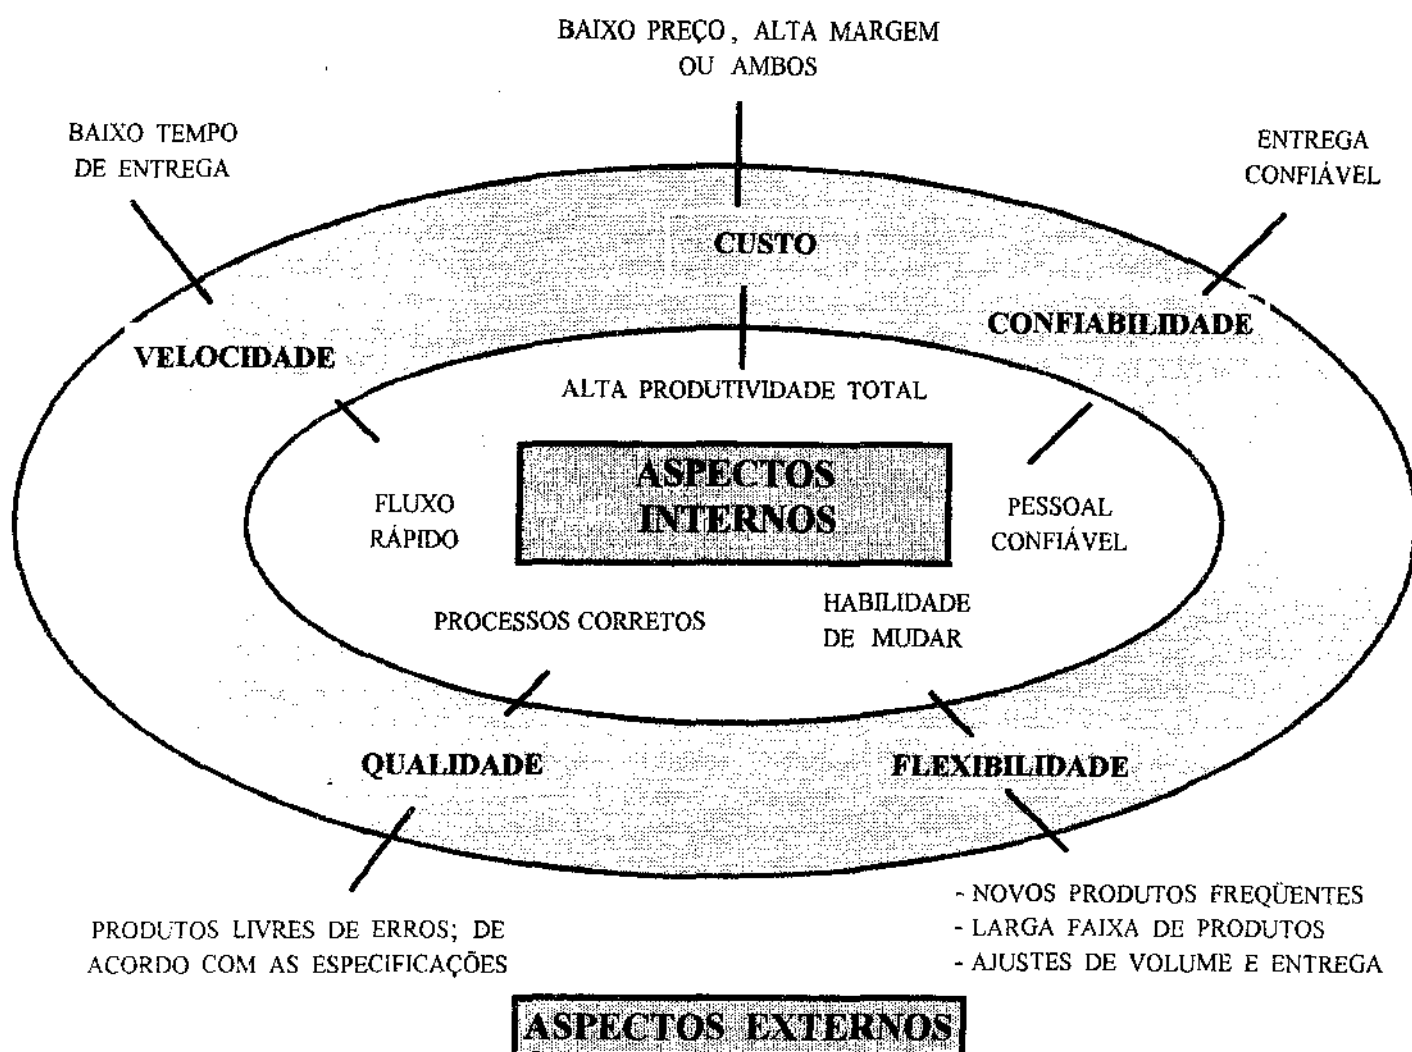 BAIXO PREÇO, ALTA MARGEM
OU AMBOS
BAIXO TEMPO
DE ENTREGA
ENTREGA
CONFIÁVEL
CUSTO
CONFIABILIDADE
VELOCIDADE
ALTA PRODUTIVIDADE TOTAL
ASPECTOS
INTERNOS
FLUXO
RÁPIDO
PESSOAL
CONFIÁVEL
PROCESSOS CORRETOS
HABILIDADE
DE MUDAR
QUALIDADE
FLEXIBILIDADE
PRODUTOS LIVRES DE ERROS; DE
ACORDO COM AS ESPECIFICAÇÕES
- NOVOS PRODUTOS FREQÜENTES
- LARGA FAIXA DE PRODUTOS
- AJUSTES DE VOLUME E ENTREGA
ASPECTOS EXTERNOS